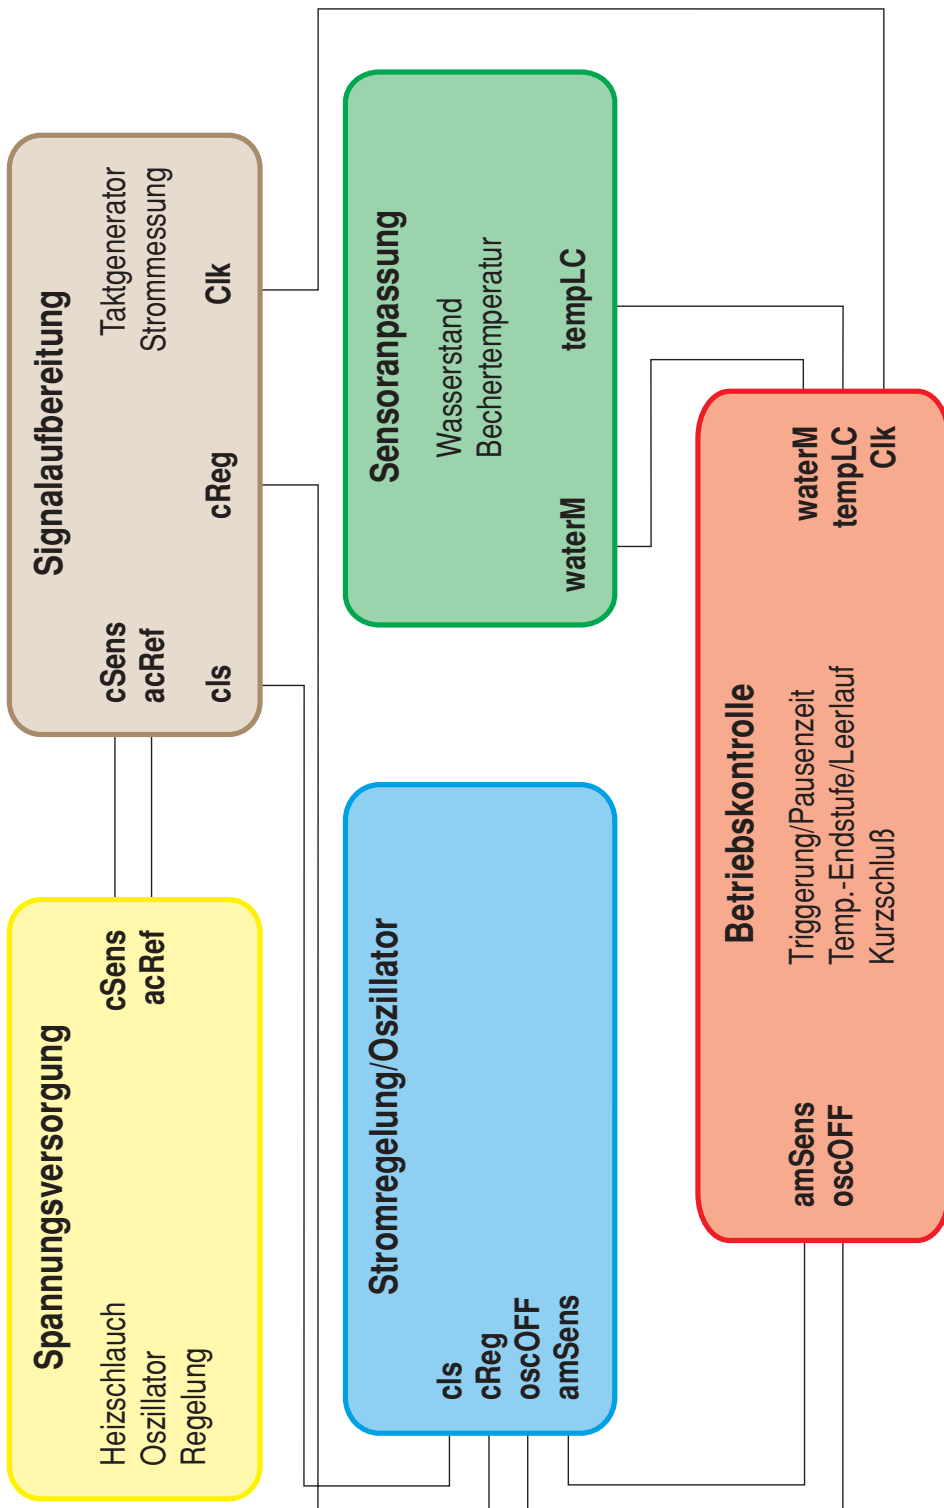 Spannungsversorgung
Heizschlauch
Oszillator
Regelung
cSens
acRef
Signalaufbereitung
cSens
acRef
Taktgenerator
Strommessung
cIs
cReg
Clk
Stromregelung/Oszillator
cIs
cReg
oscOFF
amSens
Sensoranpassung
Wasserstand
Bechertemperatur
waterM
tempLC
Betriebskontrolle
amSens
oscOFF
Triggerung/Pausenzeit
Temp.-Endstufe/Leerlauf
Kurzschluß
waterM
tempLC
Clk